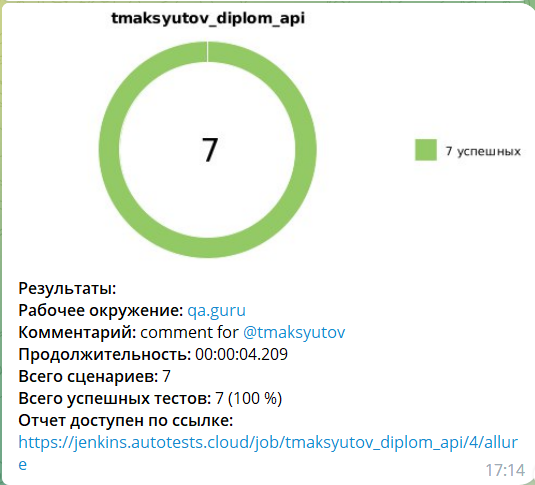 tmaksyutov_diplom_api
7
7 успешных
Результаты:
Рабочее окружение: qa.guru
Комментарий: comment for @tmaksyutov
Продолжительность: 00:00:04.209
Всего сценариев: 7
Всего успешных тестов: 7 (100 %)
Отчет доступен по ссылке:
https://jenkins.autotests.cloud/job/tmaksyutov_diplom_api/4/allur
e
17:14